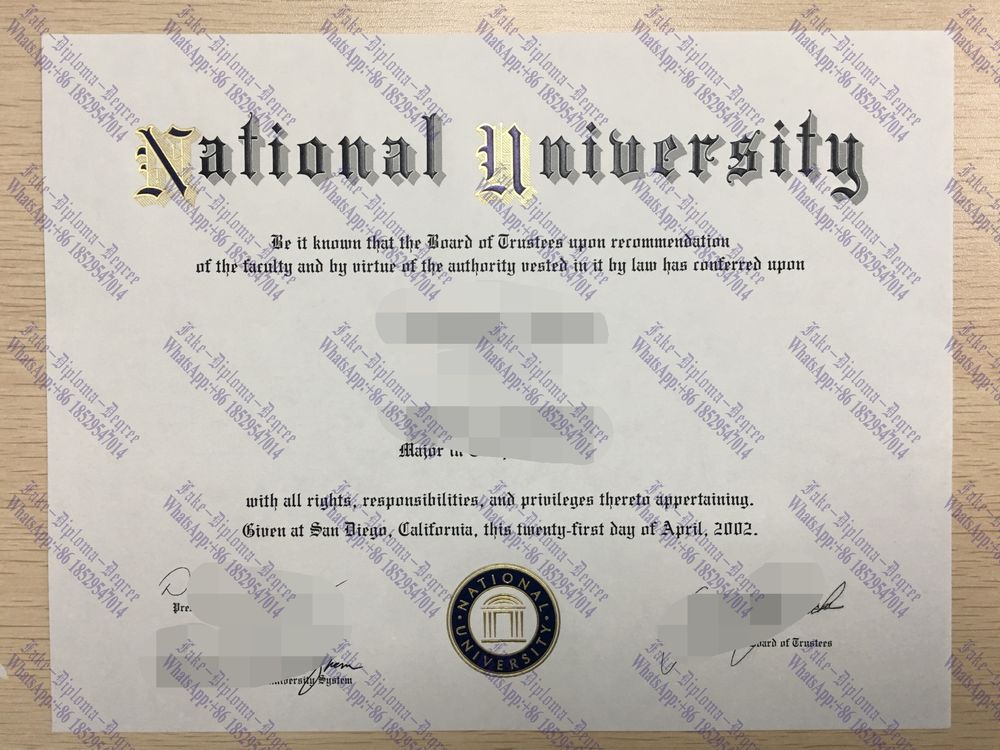 National University
Be it known that the Board of Trustees upon recommendation
of the faculty and by virtue of the authority vested in it by law has conferred upon
Major in
with all rights, responsibilities, and privileges thereto appertaining.
Given at San Diego, California, this twenty-first day of April, 2002.
NATIONAL
UNIVERSITY
Board of Trustees
University System
Fake-Diploma-Degree
WhatsApp:+86 18529547014